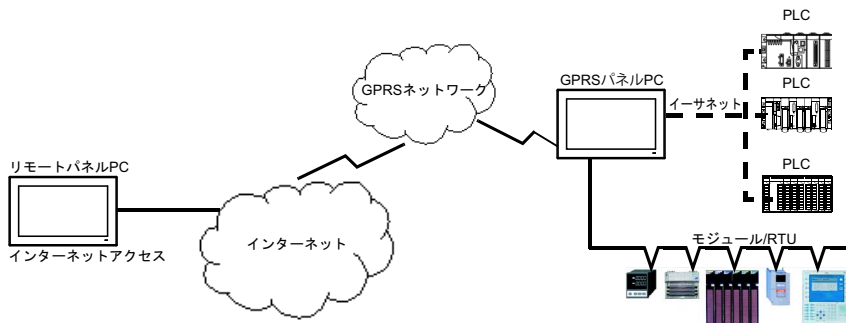 PLC
GPRSネットワーク
GPRSパネルPC
イーサネット
PLC
リモートパネルPC
PLC
インターネット
インターネットアクセス
モジュール/RTU